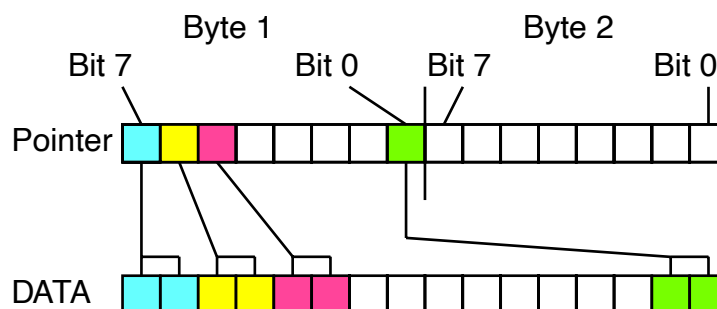 Byte 1 Byte 2
Bit 7 Bit 0 Bit 7 Bit 0
Pointer
DATA